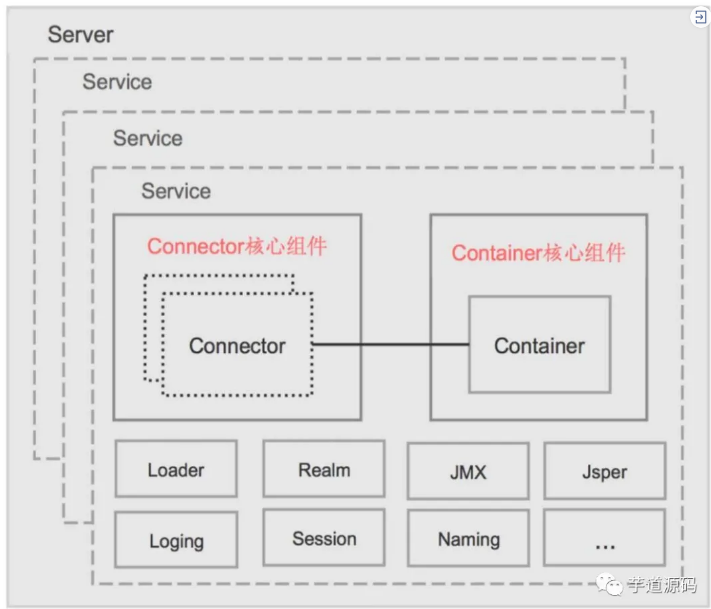 Server
Service
Service
Service
Connector核心组件
Container核心组件
Connector
Container
Loader
Realm
JMX
Jsper
Loging
Session
Naming
...
芋道源码